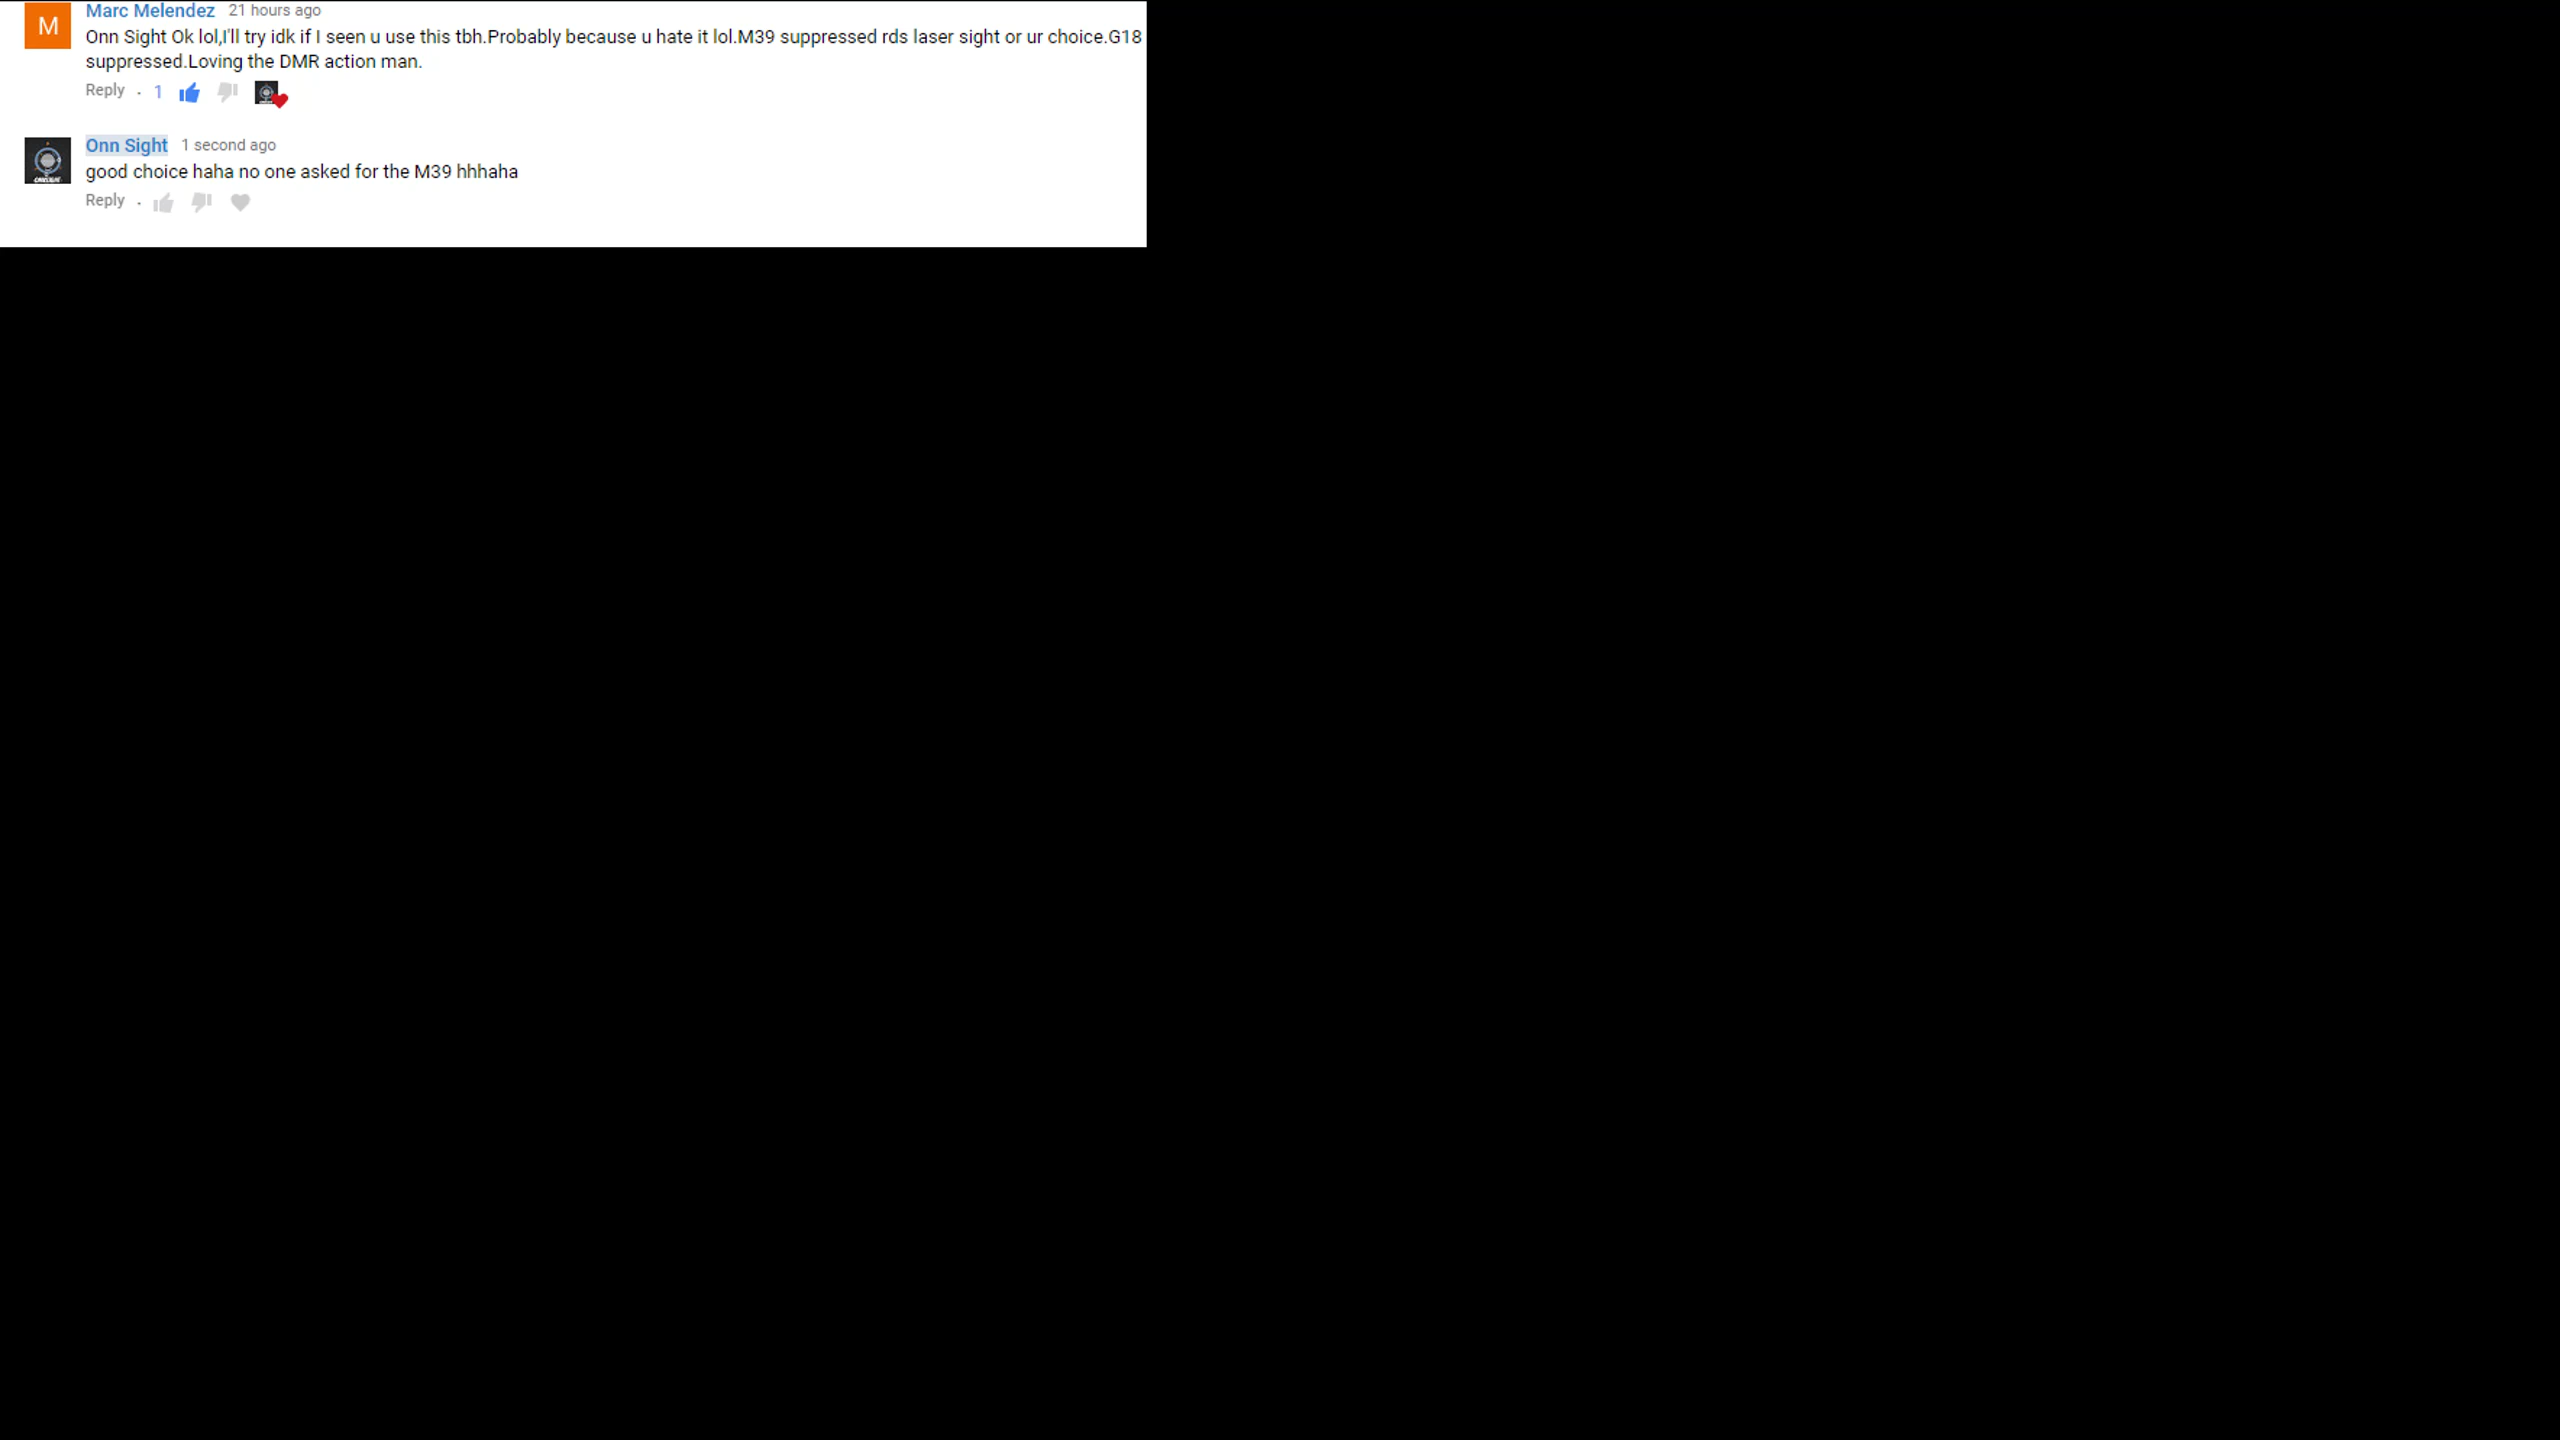 M
Marc Melendez 21 hours ago
Onn Sight Ok lol,I'll try idk if I seen u use this tbh.Probably because u hate it lol.M39 suppressed rds laser sight or ur choice.G18
suppressed.Loving the DMR action man.
Reply . 1
Onn Sight 1 second ago
good choice haha no one asked for the M39 hhhaha
Reply .